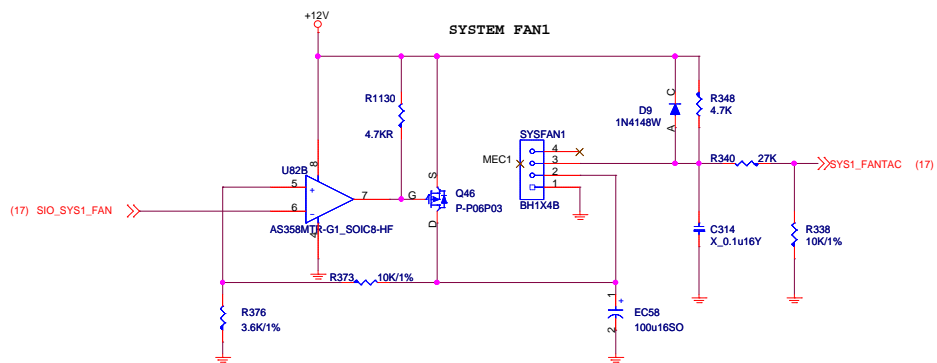 +12V
SYSTEM FAN1
R1130
4.7KR
D9
1N4148W
C
A
R348
4.7K
SYSFAN1
MEC1
4
3
2
1
BH1X4B
R340
27K
SYS1_FANTAC
(17)
U82B
8
5
+
7
6
-
4
AS358MTR-G1_SOIC8-HF
(17)
SIO_SYS1_FAN
S
G
D
Q46
P-P06P03
C314
X_0.1u16Y
R338
10K/1%
R373
10K/1%
R376
3.6K/1%
1
+
2
EC58
100u16SO